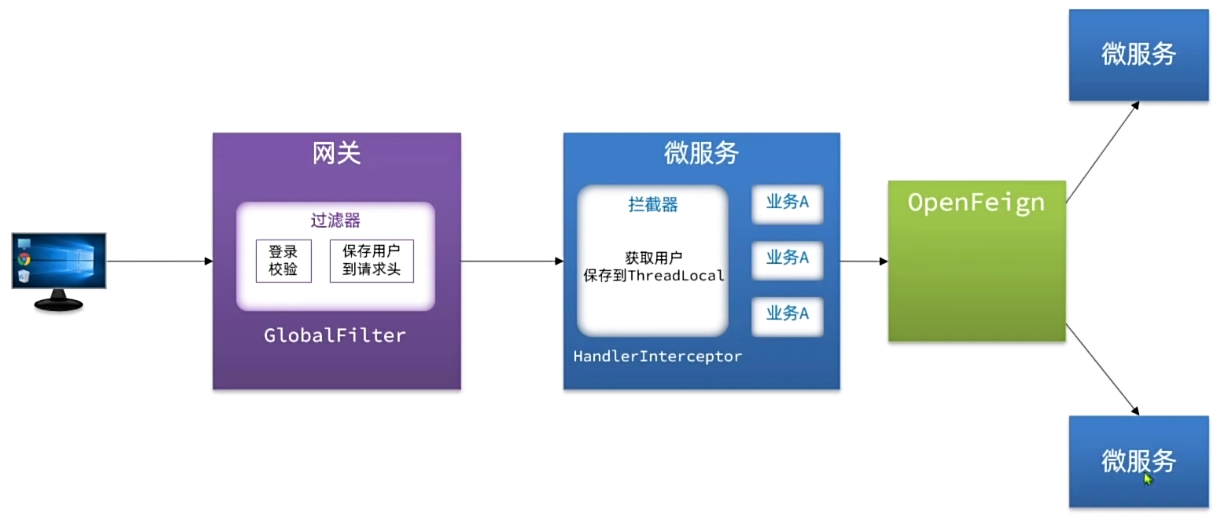 网关
过滤器
登录
校验
保存用户
到请求头
GlobalFilter
微服务
拦截器
获取用户
保存到ThreadLocal
HandlerInterceptor
业务A
业务A
业务A
OpenFeign
微服务
微服务